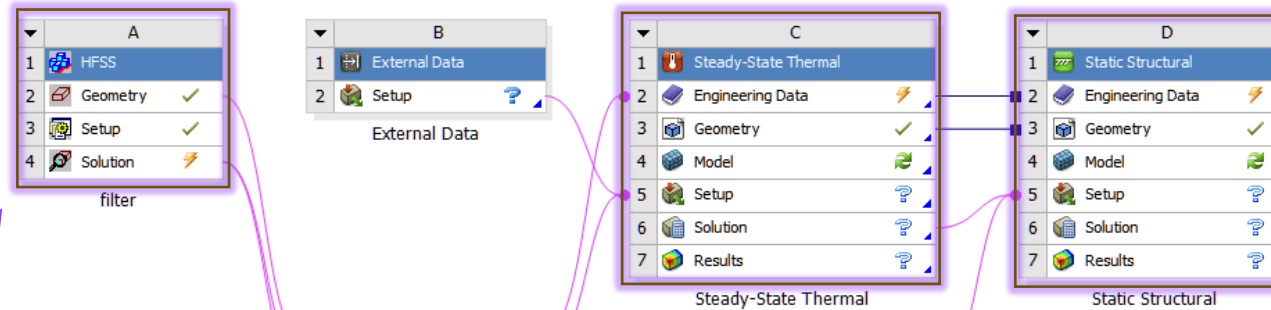 A
1 HFSS
2 Geometry
3 Setup
4 Solution
filter
B
1 External Data
2 Setup ?
External Data
C
1 Steady-State Thermal
2 Engineering Data
3 Geometry
4 Model
5 Setup ?
6 Solution ?
7 Results ?
Steady-State Thermal
D
1 Static Structural
2 Engineering Data
3 Geometry
4 Model
5 Setup ?
6 Solution ?
7 Results ?
Static Structural